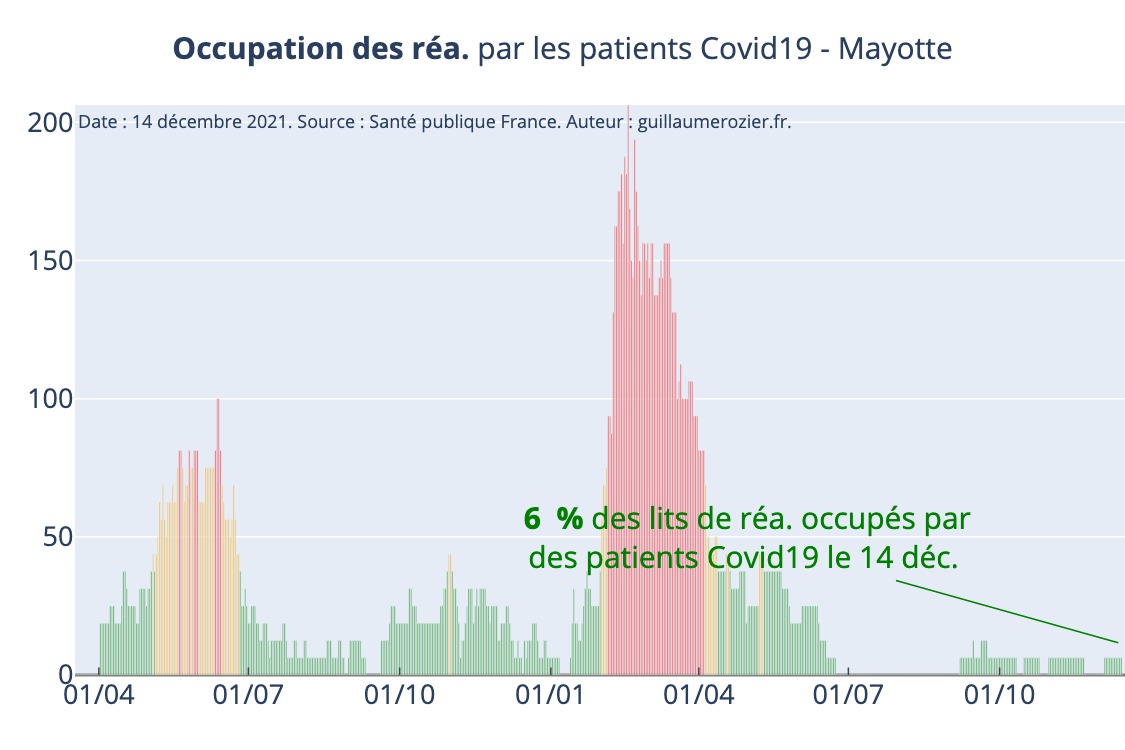 Occupation des réa. par les patients Covid19 - Mayotte
200
Date : 14 décembre 2021. Source : Santé publique France. Auteur : guillaumerozier.fr.
150
100
50
6 % des lits de réa. occupés par
des patients Covid19 le 14 déc.
0
01/04 01/07 01/10 01/01 01/04 01/07 01/10